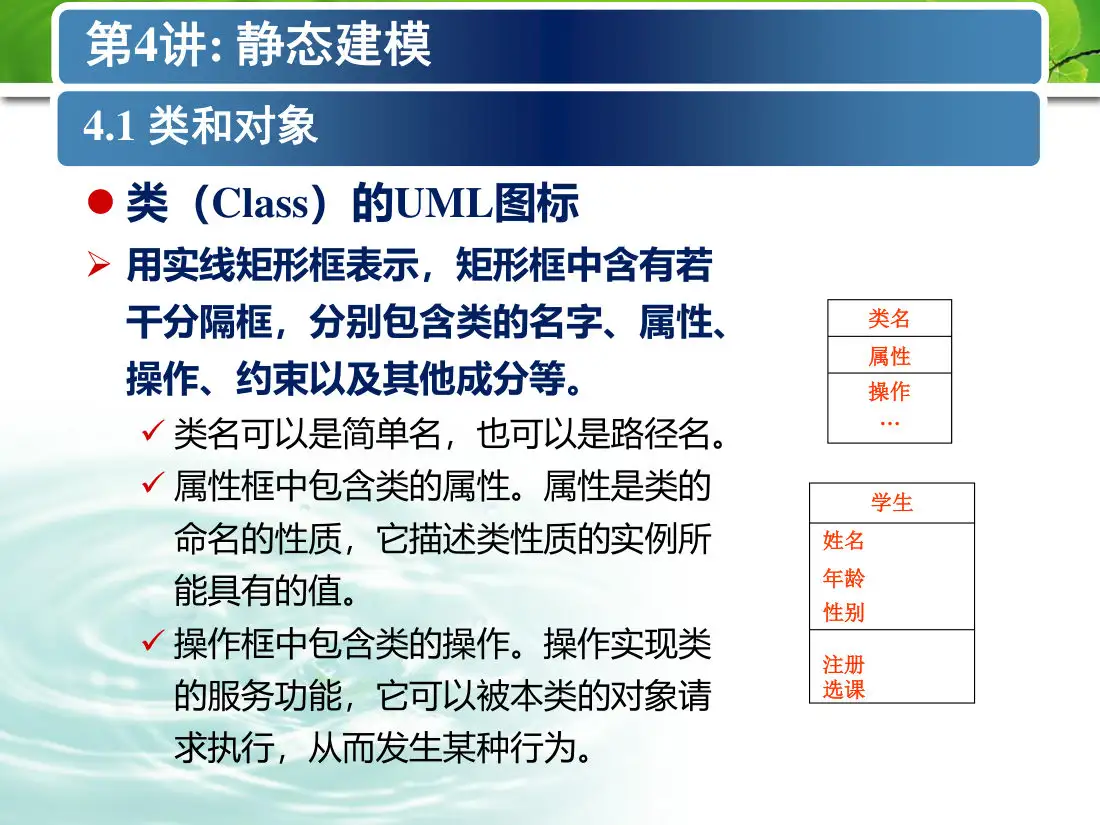 第4讲: 静态建模
4.1 类和对象
类（Class）的UML图标
用实线矩形框表示，矩形框中含有若
干分隔框，分别包含类的名字、属性、
操作、约束以及其他成分等。
类名可以是简单名，也可以是路径名。
属性框中包含类的属性。属性是类的
命名的性质，它描述类性质的实例所
能具有的值。
操作框中包含类的操作。操作实现类
的服务功能，它可以被本类的对象请
求执行，从而发生某种行为。
类名
属性
操作
…
学生
姓名
年龄
性别
注册
选课